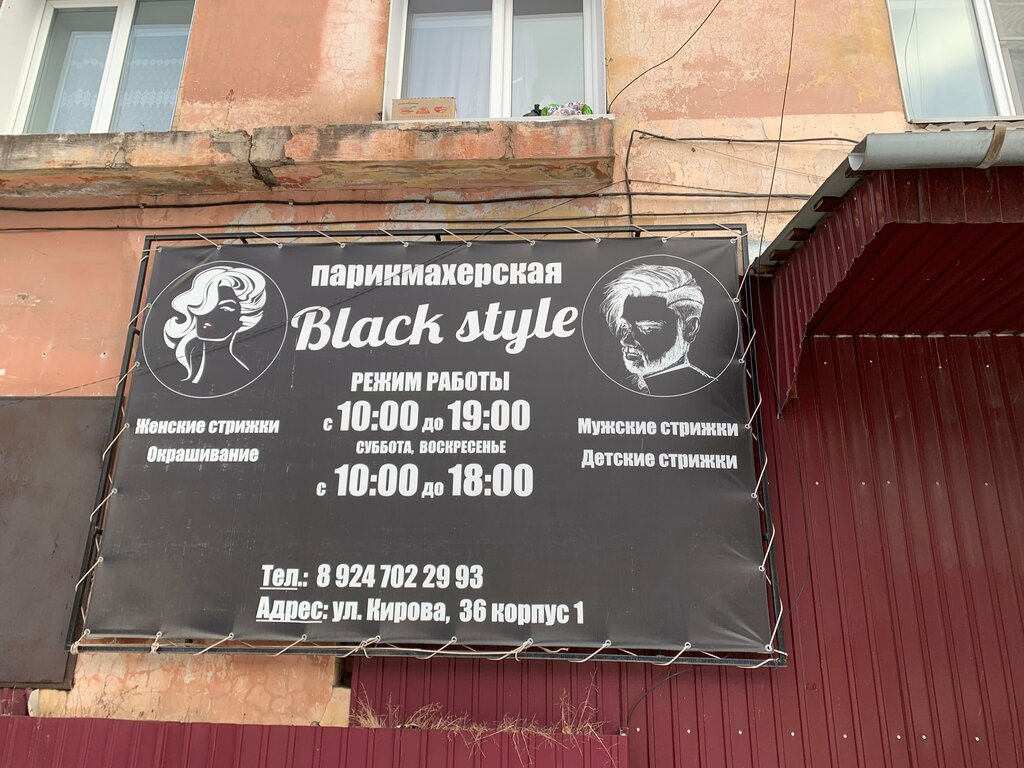 парикмахерская
Black style
РЕЖИМ РАБОТЫ
с 10:00 до 19:00
СУББОТА, ВОСКРЕСЕНЬЕ
с 10:00 до 18:00
Женские стрижки
Окрашивание
Мужские стрижки
Детские стрижки
Тел.: 8 924 702 29 93
Адрес: ул. Кирова, 36 корпус 1